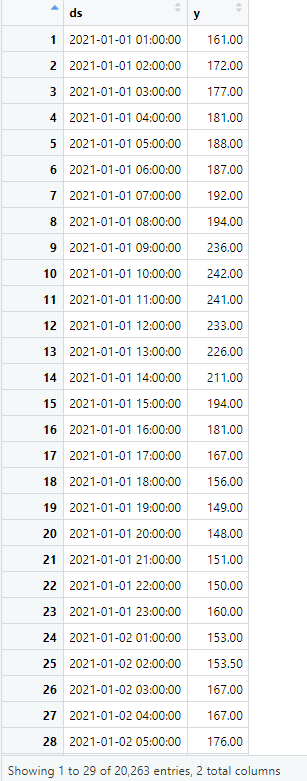 ds y
1 2021-01-01 01:00:00 161.00
2 2021-01-01 02:00:00 172.00
3 2021-01-01 03:00:00 177.00
4 2021-01-01 04:00:00 181.00
5 2021-01-01 05:00:00 188.00
6 2021-01-01 06:00:00 187.00
7 2021-01-01 07:00:00 192.00
8 2021-01-01 08:00:00 194.00
9 2021-01-01 09:00:00 236.00
10 2021-01-01 10:00:00 242.00
11 2021-01-01 11:00:00 241.00
12 2021-01-01 12:00:00 233.00
13 2021-01-01 13:00:00 226.00
14 2021-01-01 14:00:00 211.00
15 2021-01-01 15:00:00 194.00
16 2021-01-01 16:00:00 181.00
17 2021-01-01 17:00:00 167.00
18 2021-01-01 18:00:00 156.00
19 2021-01-01 19:00:00 149.00
20 2021-01-01 20:00:00 148.00
21 2021-01-01 21:00:00 151.00
22 2021-01-01 22:00:00 150.00
23 2021-01-01 23:00:00 160.00
24 2021-01-02 01:00:00 153.00
25 2021-01-02 02:00:00 153.50
26 2021-01-02 03:00:00 167.00
27 2021-01-02 04:00:00 167.00
28 2021-01-02 05:00:00 176.00
Showing 1 to 29 of 20,263 entries, 2 total columns